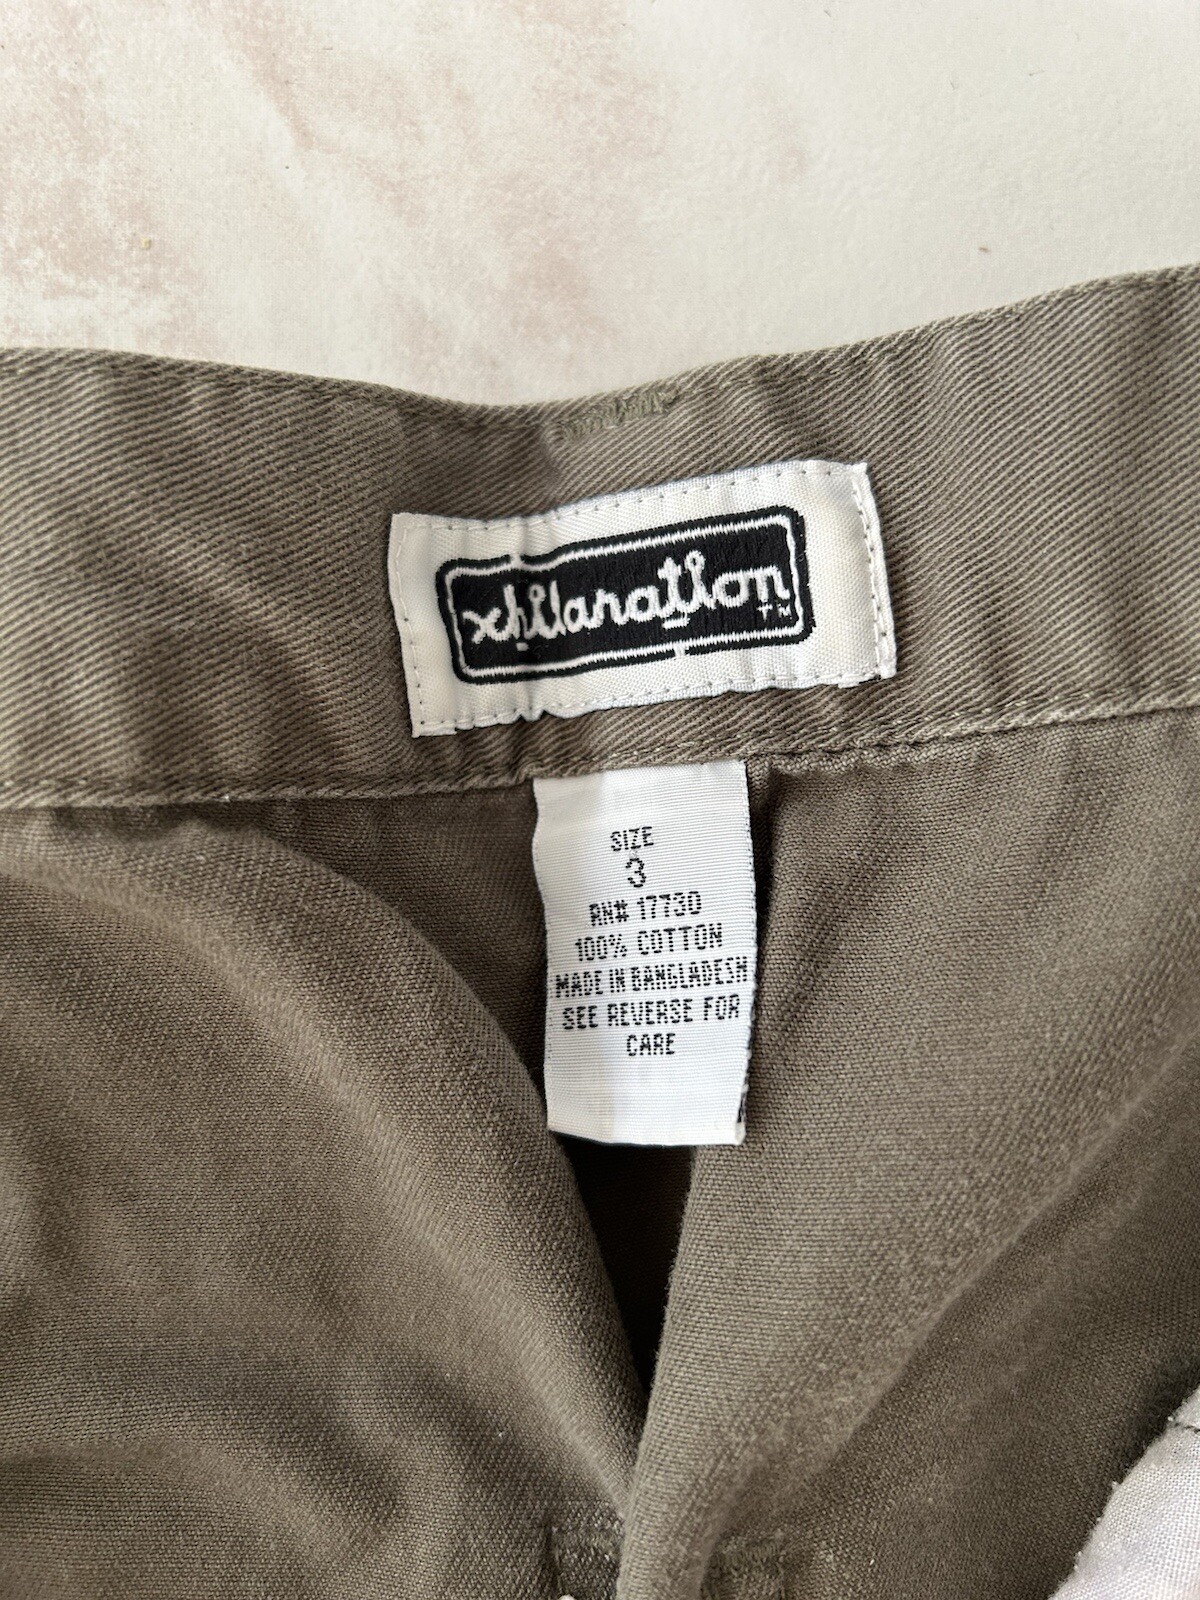 xhilaration
TM
SIZE
3
RN# 17730
100% COTTON
MADE IN BANGLADESH
SEE REVERSE FOR
CARE